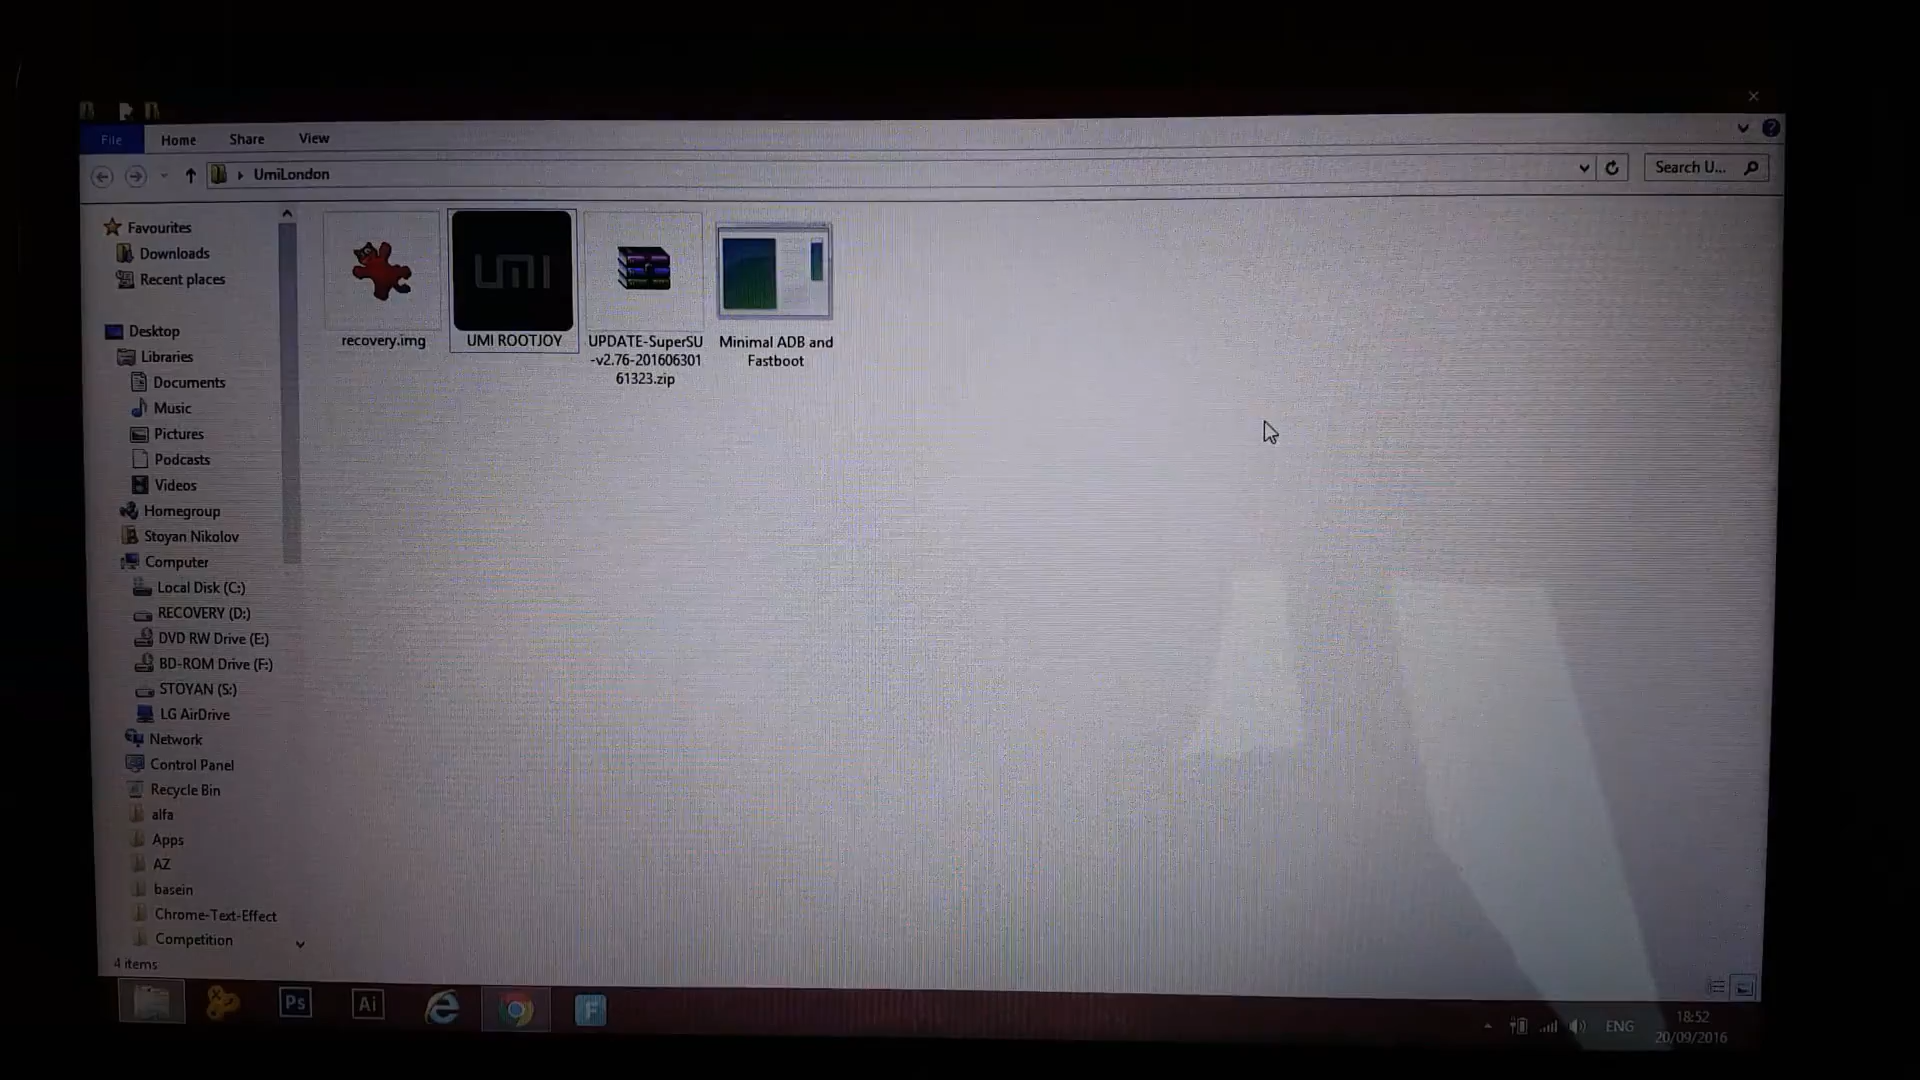 File
Home
Share
View
UmiLondon
Search U...
Favourites
Downloads
Recent places
Desktop
Libraries
Documents
Music
Pictures
Podcasts
Videos
Homegroup
Stoyan Nikolov
Computer
Local Disk (C:)
RECOVERY (D:)
DVD RW Drive (E:)
BD-ROM Drive (F:)
STOYAN (S:)
LG AirDrive
Network
Control Panel
Recycle Bin
alfa
Apps
AZ
basein
Chrome-Text-Effect
Competition
4 items
umi
recovery.img
UMI ROOTJOY
UPDATE-SuperSU
-v2.76-201606301
61323.zip
Minimal ADB and
Fastboot
Ps
Ai
F
ENG
18:52
20/09/2016